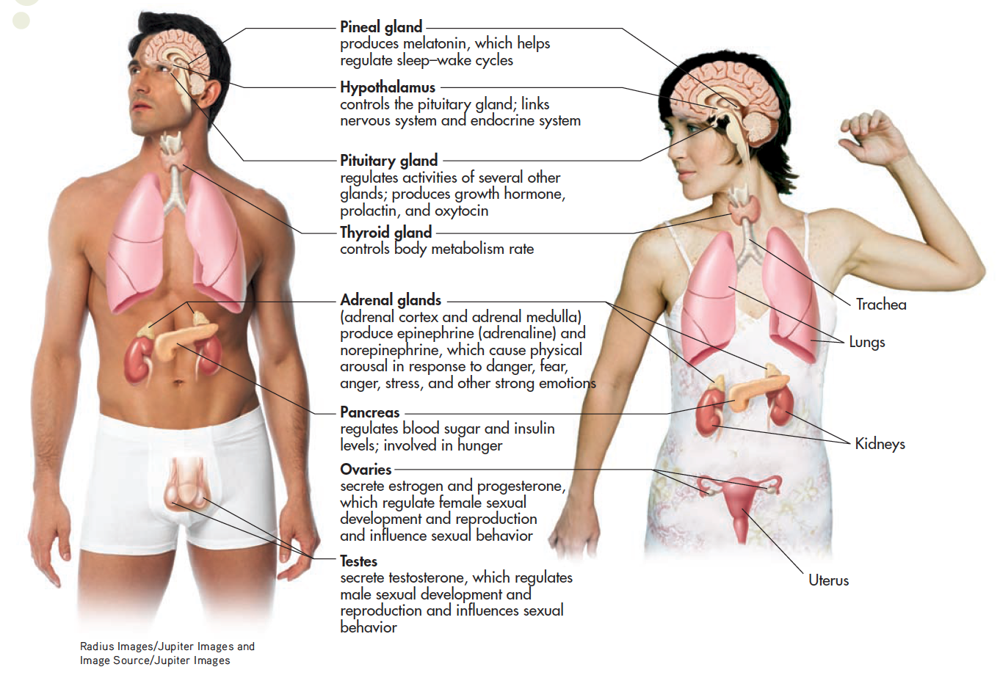 Pineal gland
produces melatonin, which helps
regulate sleep–wake cycles
Hypothalamus
controls the pituitary gland; links
nervous system and endocrine system
Pituitary gland
regulates activities of several other
glands; produces growth hormone,
prolactin, and oxytocin
Thyroid gland
controls body metabolism rate
Adrenal glands
(adrenal cortex and adrenal medulla)
produce epinephrine (adrenaline) and
norepinephrine, which cause physical
arousal in response to danger, fear,
anger, stress, and other strong emotions
Pancreas
regulates blood sugar and insulin
levels; involved in hunger
Ovaries
secrete estrogen and progesterone,
which regulate female sexual
development and reproduction
and influence sexual behavior
Testes
secrete testosterone, which regulates
male sexual development and
reproduction and influences sexual
behavior
Trachea
Lungs
Kidneys
Uterus
Radius Images/Jupiter Images and
Image Source/Jupiter Images